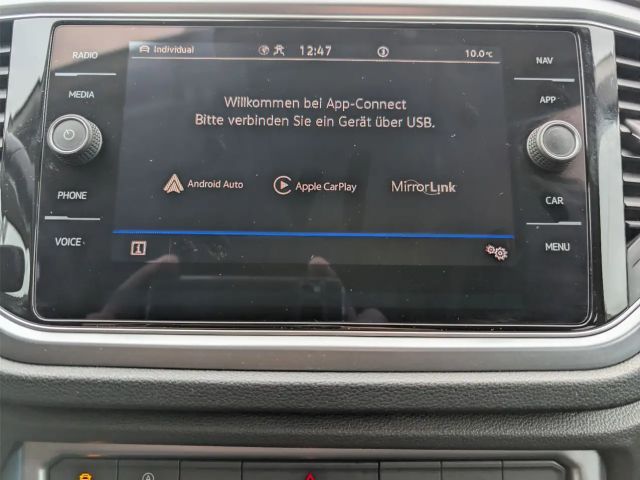 RADIO
MEDIA
PHONE
VOICE
Individual 12:47 10.0°C
Willkommen bei App-Connect
Bitte verbinden Sie ein Gerät über USB.
Android Auto Apple CarPlay MirrorLink
NAV
APP
CAR
MENU